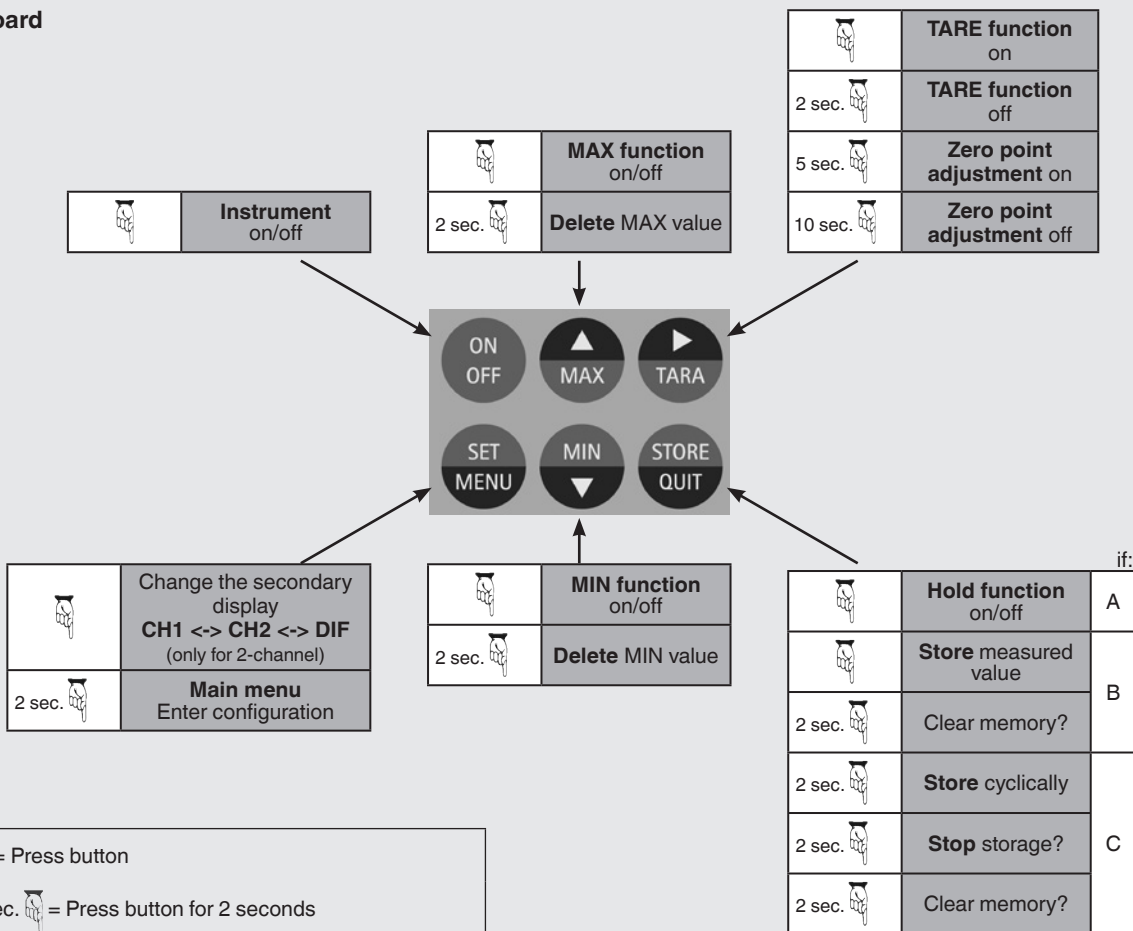 TARE function
on
2 sec.
TARE function
off
5 sec.
Zero point
adjustment on
10 sec.
Zero point
adjustment off
MAX function
on/off
2 sec.
Delete MAX value
Instrument
on/off
ON
OFF
MAX
TARA
SET
MENU
MIN
STORE
QUIT
Change the secondary
display
CH1 <-> CH2 <-> DIF
(only for 2-channel)
2 sec.
Main menu
Enter configuration
MIN function
on/off
2 sec.
Delete MIN value
if:
Hold function
on/off
A
Store measured
value
B
2 sec.
Clear memory?
2 sec.
Store cyclically
2 sec.
Stop storage?
C
2 sec.
Clear memory?
= Press button
= Press button for 2 seconds